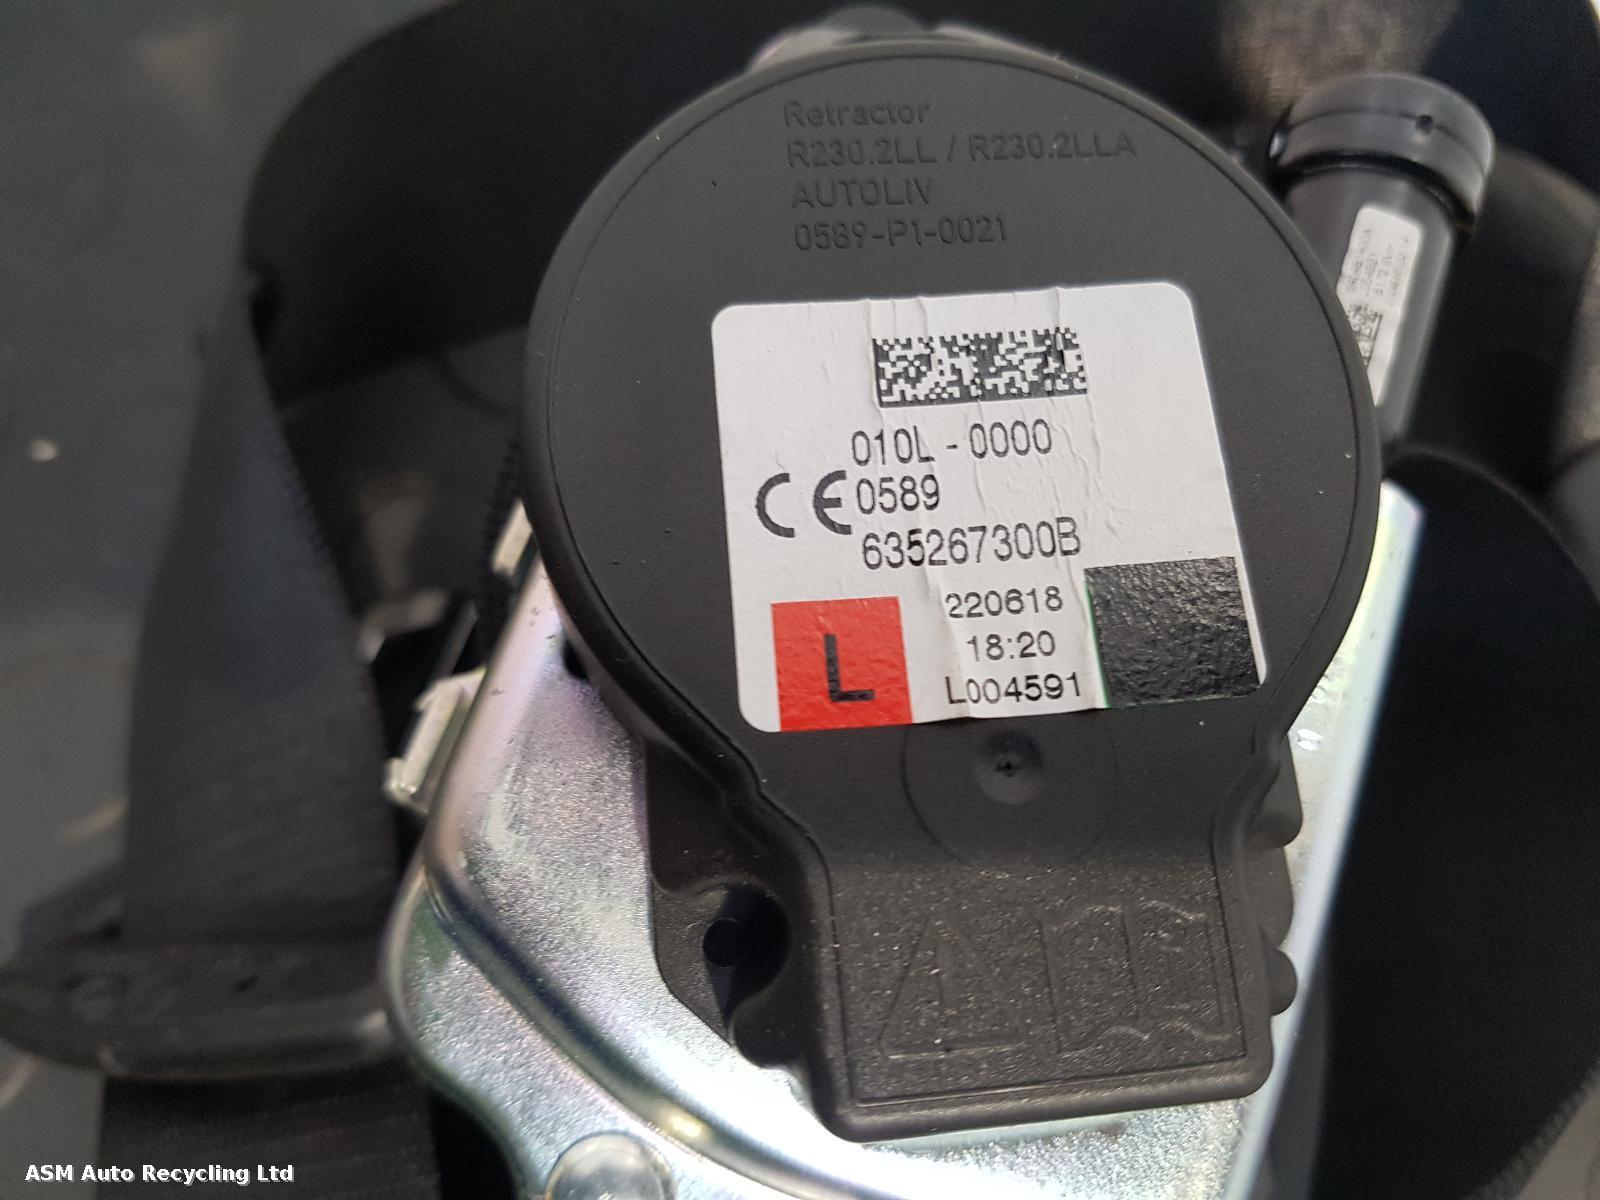 Retractor
R230.2LL / R230.2LLA
AUTOLIV
0589-P1-0021
010L - 0000
CE 0589
635267300B
220618
18:20
L L004591
ASM Auto Recycling Ltd